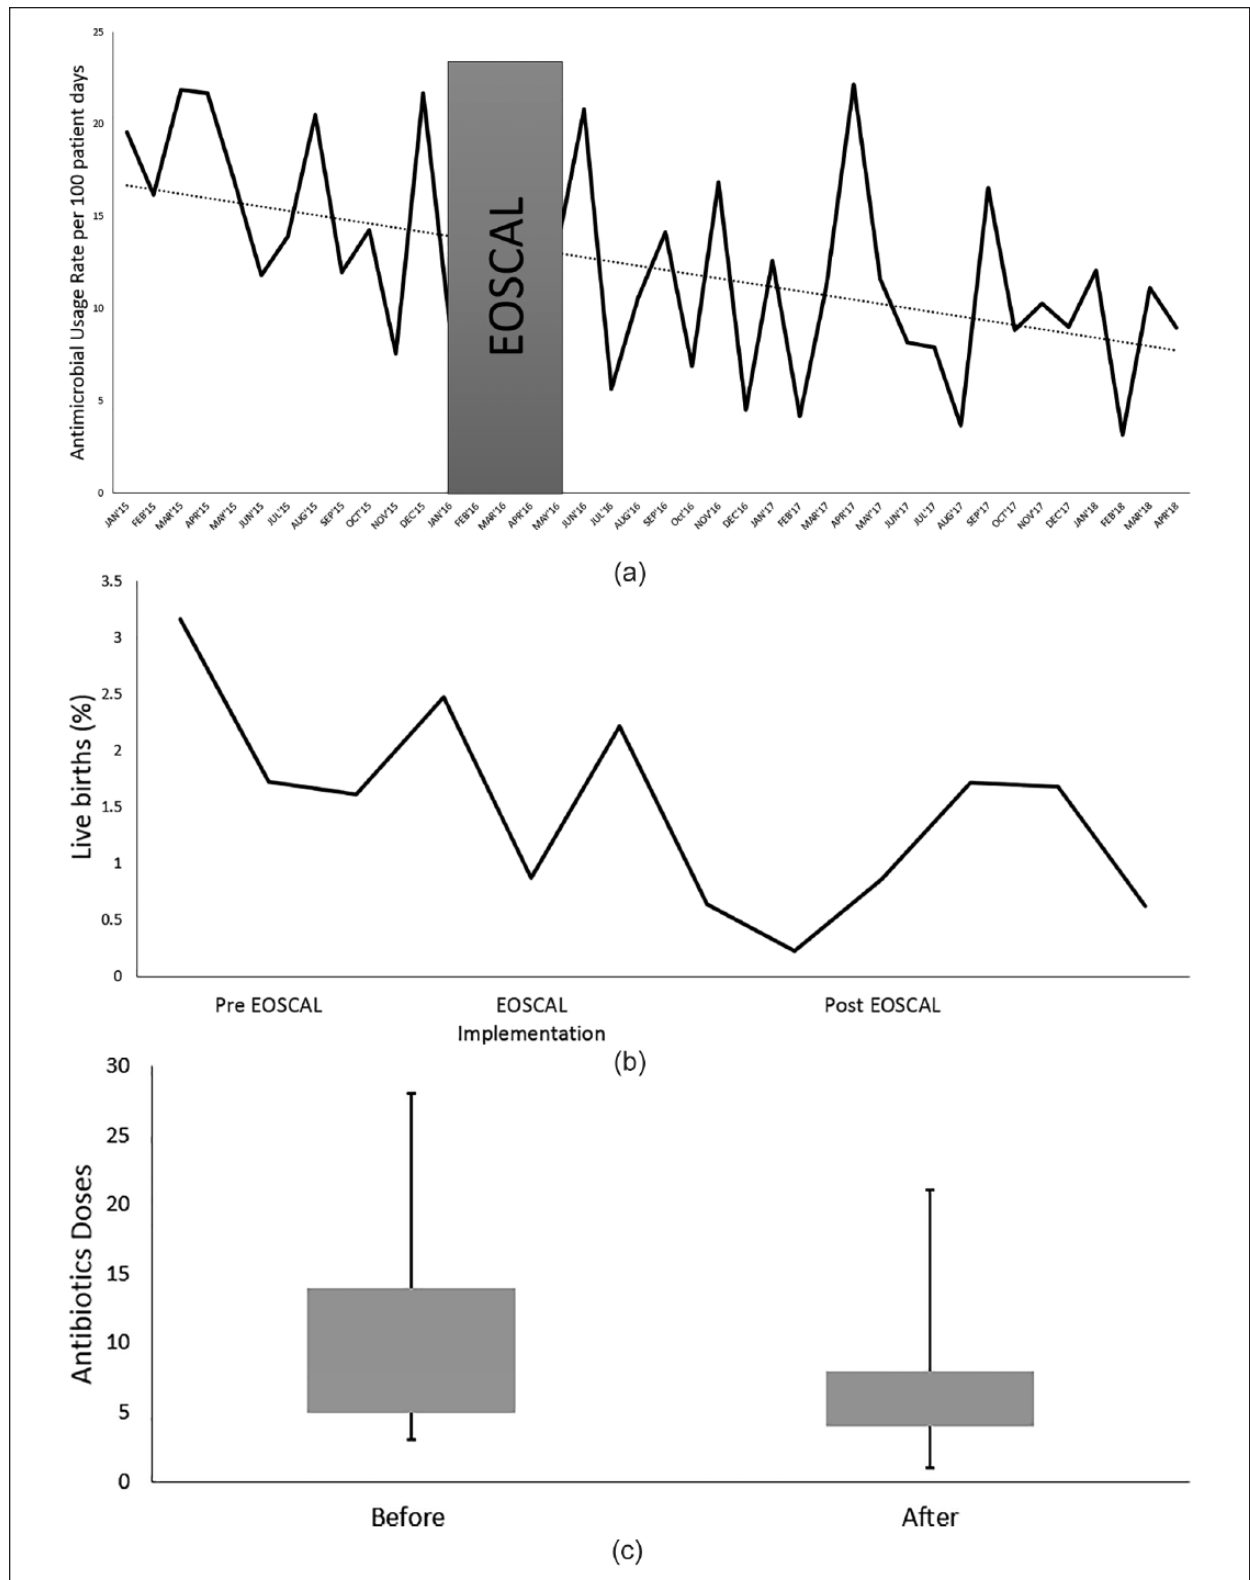 Antimicrobial Usage Rate per 100 patient days
25
20
15
10
5
0
EOSCAL
JAN'15 FEB'15 MAR'15 APR'15 MAY'15 JUN'15 JUL'15 AUG'15 SEP'15 OCT'15 NOV'15 DEC'15 JAN'16 FEB'16 MAR'16 APR'16 MAY'16 JUN'16 JUL'16 AUG'16 SEP'16 Oct'16 NOV'16 DEC'16 JAN'17 FEB'17 MAR'17 APR'17 MAY'17 JUN'17 JUL'17 AUG'17 SEP'17 OCT'17 NOV'17 DEC'17 JAN'18 FEB'18 MAR'18 APR'18
(a)
Live births (%)
3.5
3
2.5
2
1.5
1
0.5
0
Pre EOSCAL
EOSCAL
Implementation
Post EOSCAL
(b)
Antibiotics Doses
30
25
20
15
10
5
0
Before
After
(c)